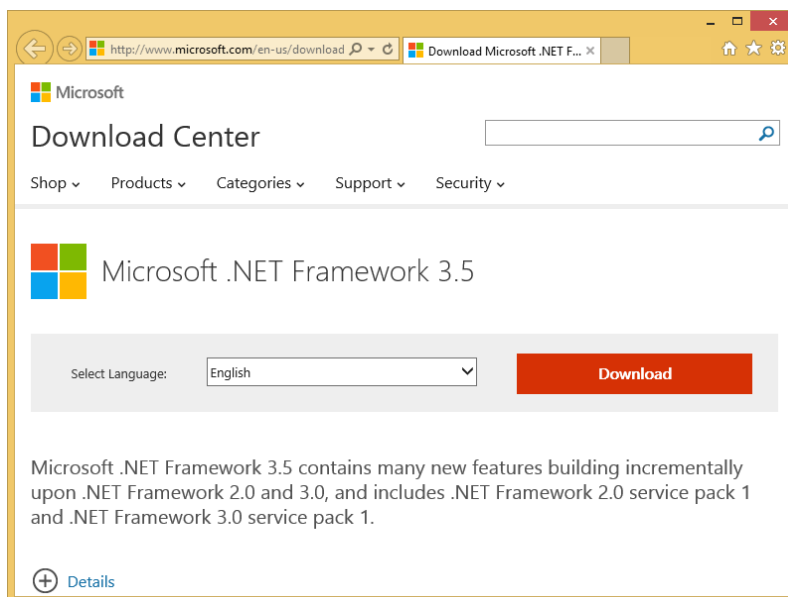 http://www.microsoft.com/en-us/download
Download Microsoft .NET F...
Microsoft
Download Center
Shop Products Categories Support Security
Microsoft .NET Framework 3.5
Select Language: English Download
Microsoft .NET Framework 3.5 contains many new features building incrementally
upon .NET Framework 2.0 and 3.0, and includes .NET Framework 2.0 service pack 1
and .NET Framework 3.0 service pack 1.
Details